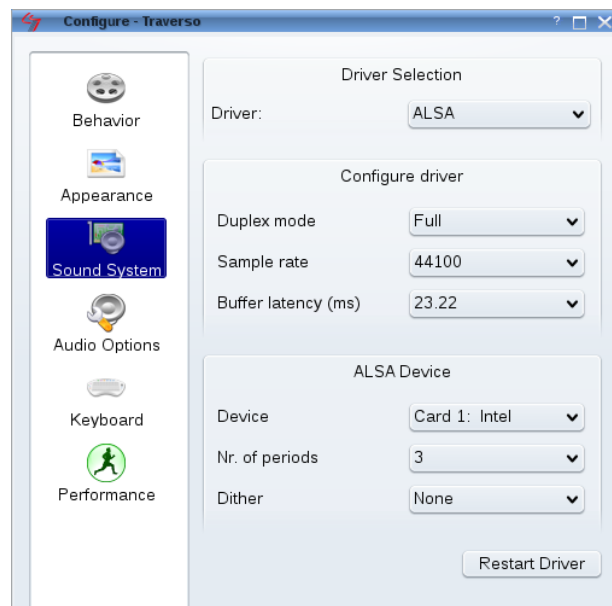 Configure - Traverso
Behavior
Appearance
Sound System
Audio Options
Keyboard
Performance
Driver Selection
Driver: ALSA
Configure driver
Duplex mode Full
Sample rate 44100
Buffer latency (ms) 23.22
ALSA Device
Device Card 1: Intel
Nr. of periods 3
Dither None
Restart Driver